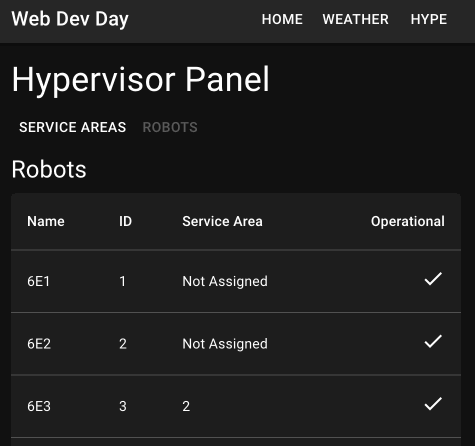 Web Dev Day HOME WEATHER HYPE
Hypervisor Panel
SERVICE AREAS ROBOTS
Robots
Name ID Service Area Operational
6E1 1 Not Assigned
6E2 2 Not Assigned
6E3 3 2